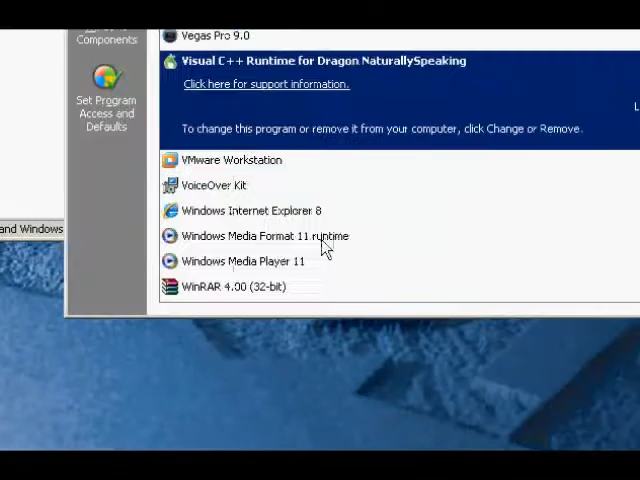 Components
Vegas Pro 9.0
Visual C++ Runtime for Dragon NaturallySpeaking
Click here for support information.
Set Program
Access and
Defaults
To change this program or remove it from your computer, click Change or Remove.
VMware Workstation
VoiceOver Kit
Windows Internet Explorer 8
and Windows
Windows Media Format 11 runtime
Windows Media Player 11
WinRAR 4.00 (32-bit)